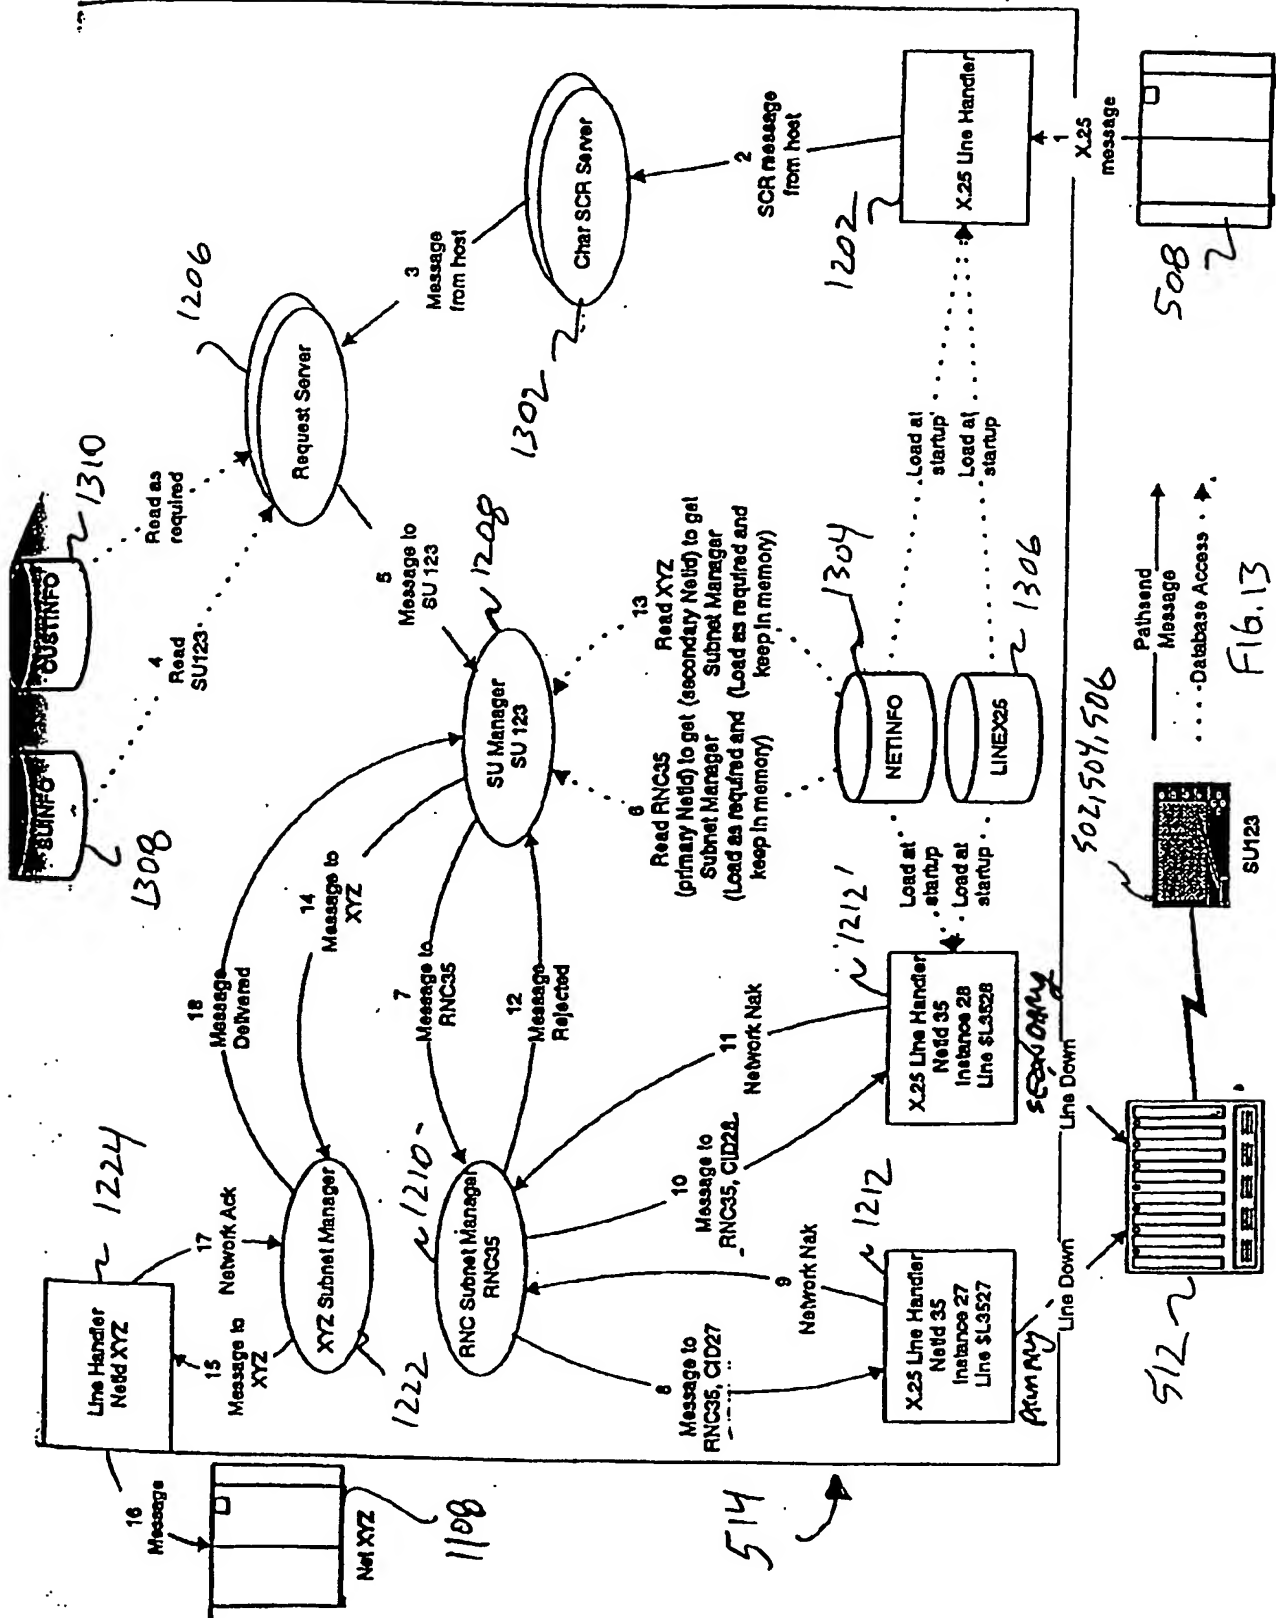 SUINFO
CUSTINFO
1308
1310
4
Read
SU123
Read as
required
1206
Request Server
3
Message
from host
1302
Char SCR Server
2
SCR message
from host
1202
X.25 Line Handler
1
X.25
message
508
5
Message to
SU 123
1208
SU Manager
SU 123
18
Message
Delivered
14
Message to
XYZ
7
Message to
RNC35
12
Message
Rejected
6
Read RNC35
(primary NetId) to get
Subnet Manager
(Load as required and
keep in memory)
13
Read XYZ
(secondary NetId) to get
Subnet Manager
(Load as required and
keep in memory)
1304
NETINFO
LINEX25
1306
Load at
startup
Load at
startup
Load at
startup
Load at
startup
1224
Line Handler
NetId XYZ
17
Network Ack
15
Message to
XYZ
16
Message
Net XYZ
1108
XYZ Subnet Manager
1222
1210
RNC Subnet Manager
RNC35
8
Message to
RNC35, CID27
9
Network Nak
10
Message to
RNC35, CID28
11
Network Nak
1212
X.25 Line Handler
NetId 35
Instance 27
Line $L3527
PRIMARY
Line Down
1212'
X.25 Line Handler
NetId 35
Instance 28
Line $L3528
SECONDARY
Line Down
514
512
502, 504, 506
SU123
Pathsend
Message
Database Access
FIG. 13